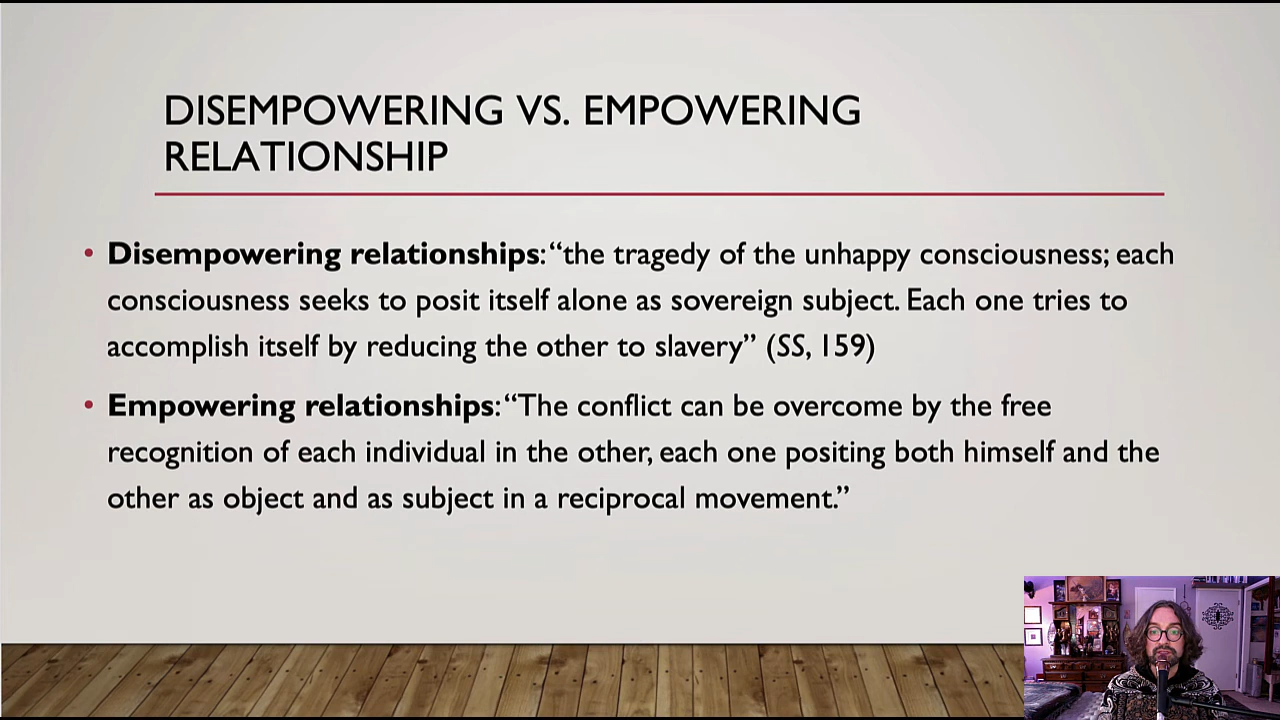 DISEMPOWERING VS. EMPOWERING
RELATIONSHIP
• Disempowering relationships: “the tragedy of the unhappy consciousness; each
consciousness seeks to posit itself alone as sovereign subject. Each one tries to
accomplish itself by reducing the other to slavery” (SS, 159)
• Empowering relationships: “The conflict can be overcome by the free
recognition of each individual in the other, each one positing both himself and the
other as object and as subject in a reciprocal movement.”